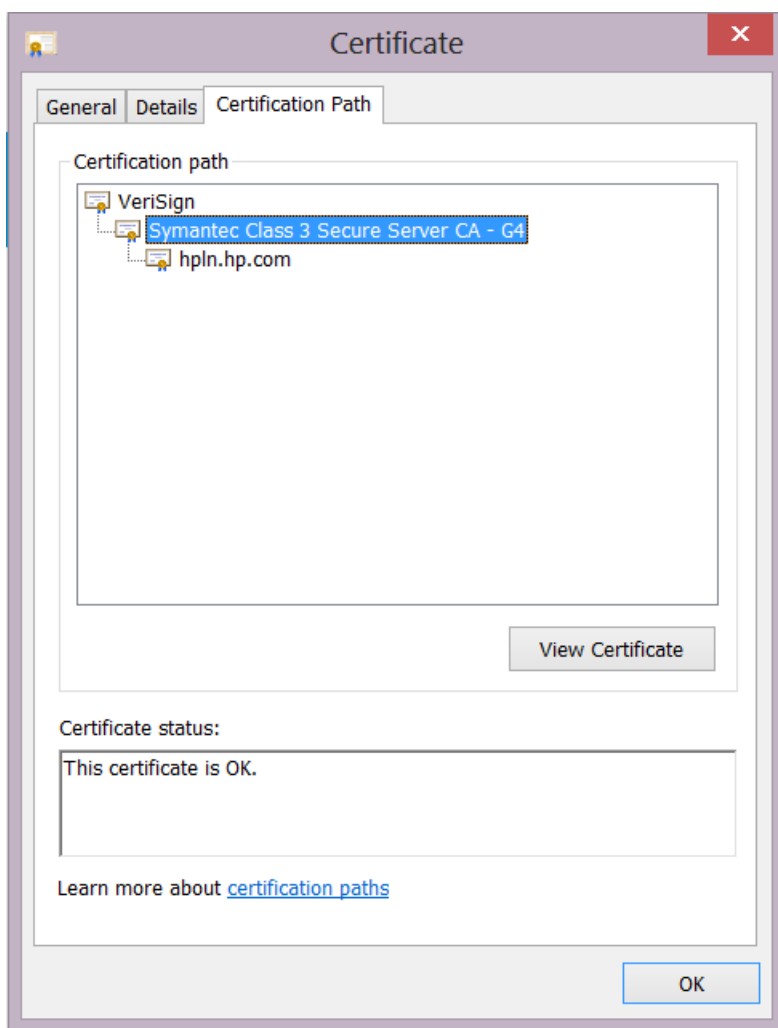 Certificate
General Details Certification Path
Certification path
VeriSign
Symantec Class 3 Secure Server CA - G4
hpln.hp.com
View Certificate
Certificate status:
This certificate is OK.
Learn more about certification paths
OK